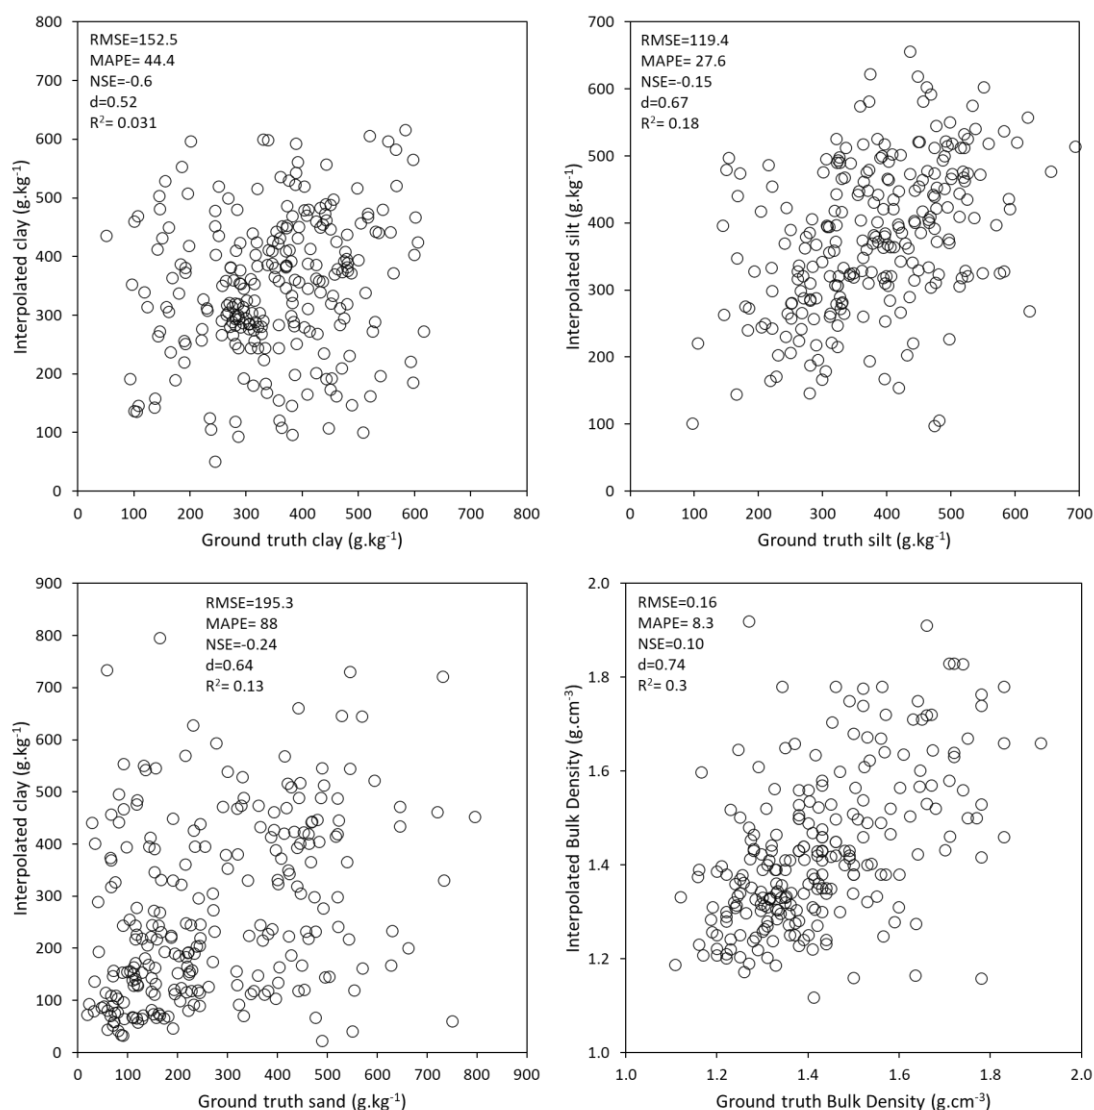 800
700
600
500
400
300
200
100
0
Interpolated clay (g.kg⁻¹)
RMSE=152.5
MAPE= 44.4
NSE=-0.6
d=0.52
R²= 0.031
0 100 200 300 400 500 600 700 800
Ground truth clay (g.kg⁻¹)
700
600
500
400
300
200
100
0
Interpolated silt (g.kg⁻¹)
RMSE=119.4
MAPE= 27.6
NSE=-0.15
d=0.67
R²= 0.18
0 100 200 300 400 500 600 700
Ground truth silt (g.kg⁻¹)
900
800
700
600
500
400
300
200
100
0
Interpolated clay (g.kg⁻¹)
RMSE=195.3
MAPE= 88
NSE=-0.24
d=0.64
R²= 0.13
0 100 200 300 400 500 600 700 800 900
Ground truth sand (g.kg⁻¹)
2.0
1.8
1.6
1.4
1.2
1.0
Interpolated Bulk Density (g.cm⁻³)
RMSE=0.16
MAPE= 8.3
NSE=0.10
d=0.74
R²= 0.3
1.0 1.2 1.4 1.6 1.8 2.0
Ground truth Bulk Density (g.cm⁻³)